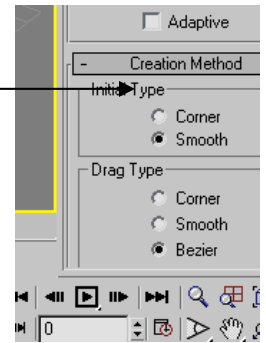 Adaptive
- Creation Method
Initial Type
Corner
Smooth
Drag Type
Corner
Smooth
Bezier
0